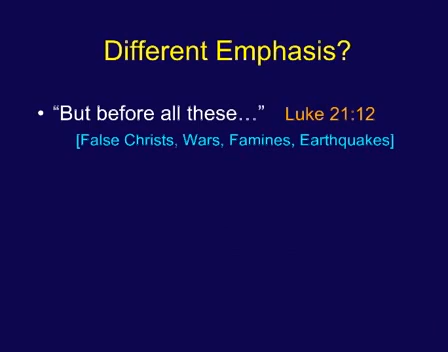 Different Emphasis?
• “But before all these…” Luke 21:12
[False Christs, Wars, Famines, Earthquakes]